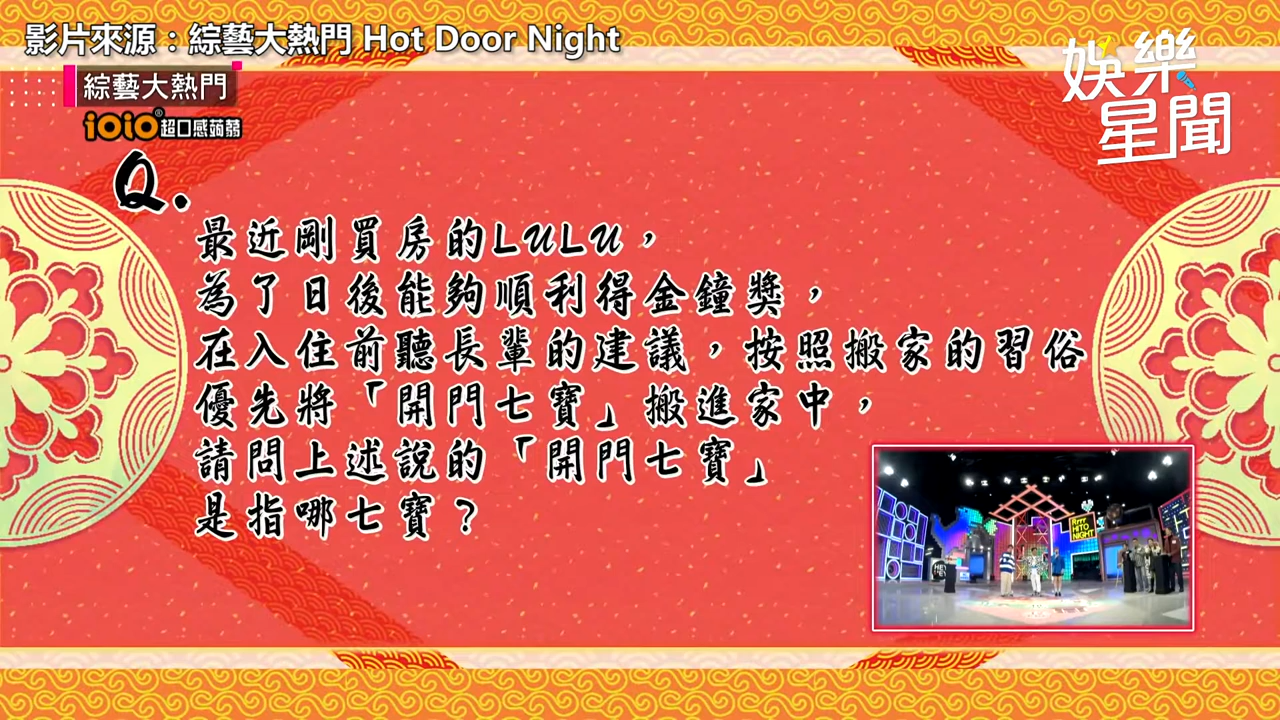 影片來源：綜藝大熱門 Hot Door Night
綜藝大熱門
iOiO®超口感蒟蒻
娛樂星聞
Q.
最近剛買房的LULU，
為了日後能夠順利得金鐘獎，
在入住前聽長輩的建議，按照搬家的習俗
優先將「開門七寶」搬進家中，
請問上述說的「開門七寶」
是指哪七寶？
Rrrr
HITO
NIGHT